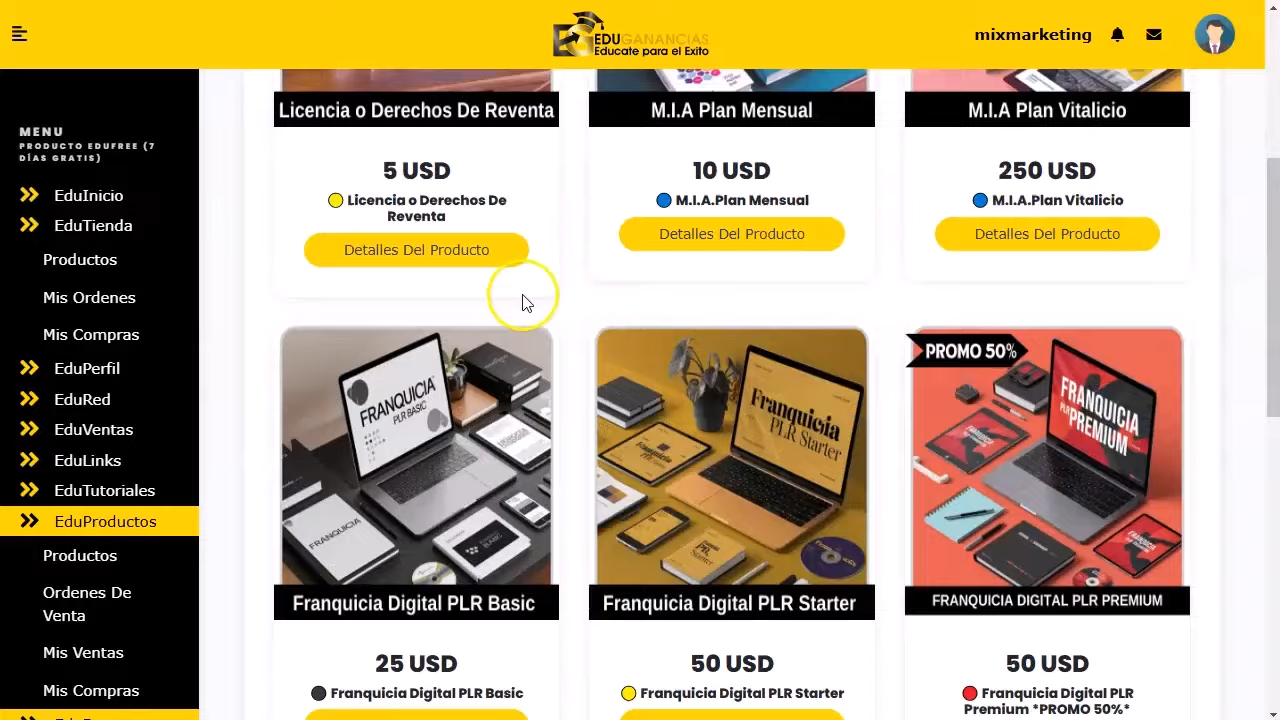 EDUGANANCIAS
Educate para el Exito
mixmarketing
MENU
PRODUCTO EDUFREE (7
DÍAS GRATIS)
EduInicio
EduTienda
Productos
Mis Ordenes
Mis Compras
EduPerfil
EduRed
EduVentas
EduLinks
EduTutoriales
EduProductos
Productos
Ordenes De
Venta
Mis Ventas
Mis Compras
Licencia o Derechos De Reventa
5 USD
Licencia o Derechos De
Reventa
Detalles Del Producto
M.I.A Plan Mensual
10 USD
M.I.A.Plan Mensual
Detalles Del Producto
M.I.A Plan Vitalicio
250 USD
M.I.A.Plan Vitalicio
Detalles Del Producto
FRANQUICIA
PLR BASIC
FRANQUICIA
BASIC
Franquicia Digital PLR Basic
25 USD
Franquicia Digital PLR Basic
Franquicia
PLR Starter
Franquicia Digital PLR Starter
50 USD
Franquicia Digital PLR Starter
PROMO 50%
FRANQUICIA
PLR PREMIUM
FRANQUICIA DIGITAL PLR PREMIUM
50 USD
Franquicia Digital PLR
Premium *PROMO 50%*